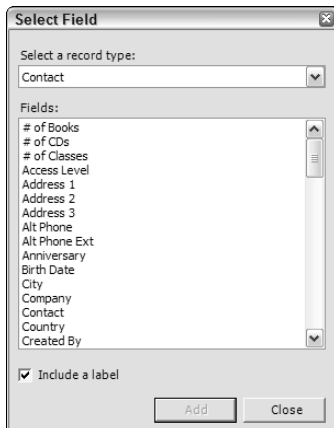 Select Field
Select a record type:
Contact
Fields:
# of Books
# of CDs
# of Classes
Access Level
Address 1
Address 2
Address 3
Alt Phone
Alt Phone Ext
Anniversary
Birth Date
City
Company
Contact
Country
Created By
Include a label
Add Close